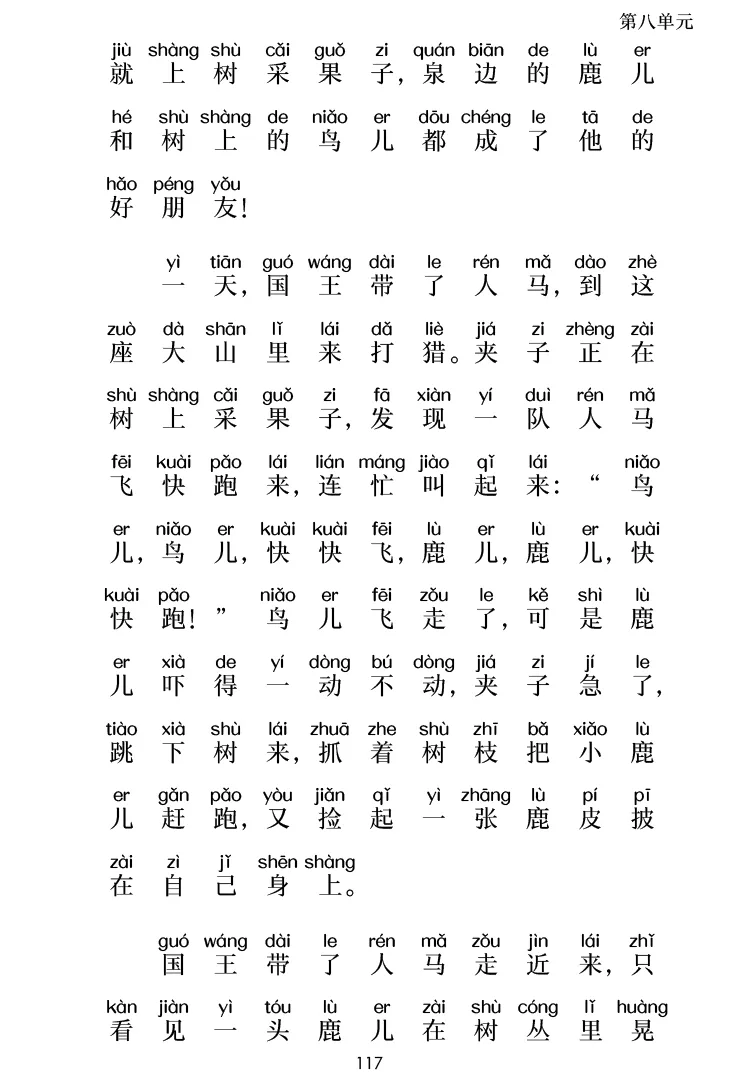 第八单元
jiù shàng shù cǎi guǒ zi quán biān de lù er
就上树采果子，泉边的鹿儿
hé shù shàng de niǎo er dōu chéng le tā de
和树上的鸟儿都成了他的
hǎo péng yǒu
好朋友！
yì tiān guó wáng dài le rén mǎ dào zhè
一天，国王带了人马，到这
zuò dà shān lǐ lái dǎ liè jiá zi zhèng zài
座大山里来打猎。夹子正在
shù shàng cǎi guǒ zi fā xiàn yí duì rén mǎ
树上采果子，发现一队人马
fēi kuài pǎo lái lián máng jiào qǐ lái niǎo
飞快跑来，连忙叫起来：“鸟
er niǎo er kuài kuài fēi lù er lù er kuài
儿，鸟儿，快快飞，鹿儿，鹿儿，快
kuài pǎo niǎo er fēi zǒu le kě shì lù
快跑！”鸟儿飞走了，可是鹿
er xià de yí dòng bú dòng jiá zi jí le
儿吓得一动不动，夹子急了，
tiào xià shù lái zhuā zhe shù zhī bǎ xiǎo lù
跳下树来，抓着树枝把小鹿
er gǎn pǎo yòu jiǎn qǐ yì zhāng lù pí pī
儿赶跑，又捡起一张鹿皮披
zài zì jǐ shēn shàng
在自己身上。
guó wáng dài le rén mǎ zǒu jìn lái zhǐ
国王带了人马走近来，只
kàn jiàn yì tóu lù er zài shù cóng lǐ huàng
看见一头鹿儿在树丛里晃
117